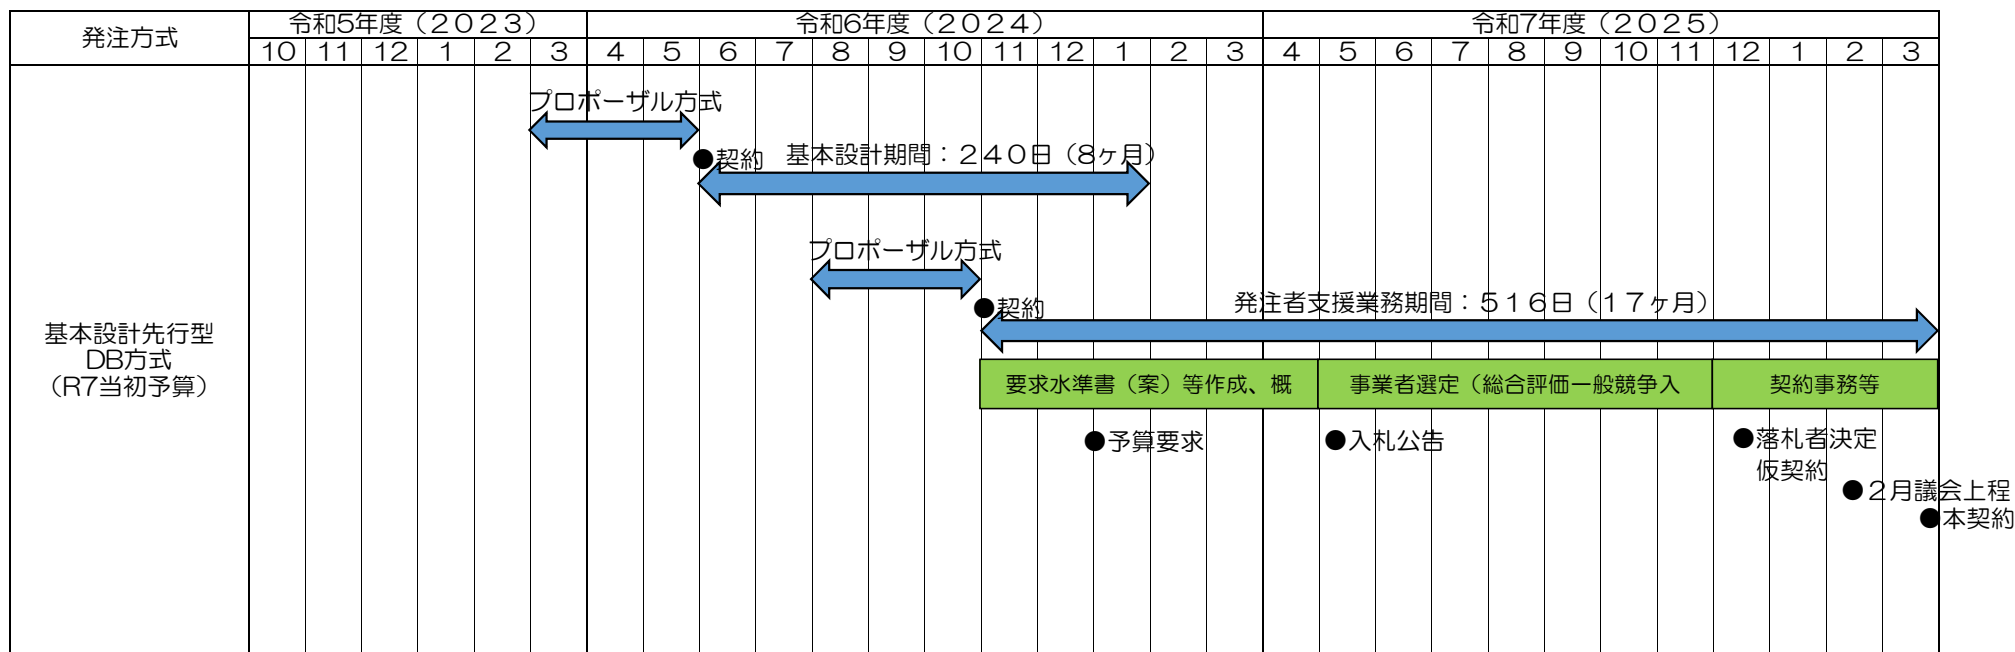 発注方式
令和5年度（２０２３）
令和6年度（２０２４）
令和7年度（２０２５）
10 11 12 1 2 3 4 5 6 7 8 9 10 11 12 1 2 3 4 5 6 7 8 9 10 11 12 1 2 3
プロポーザル方式
●契約
基本設計期間：２４０日（8ヶ月）
プロポーザル方式
●契約
発注者支援業務期間：５１６日（１７ヶ月）
基本設計先行型
DB方式
（R7当初予算）
要求水準書（案）等作成、概
事業者選定（総合評価一般競争入
契約事務等
●予算要求
●入札公告
●落札者決定
仮契約
●２月議会上程
●本契約